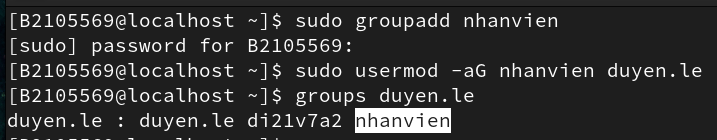 [B2105569@localhost ~]$ sudo groupadd nhanvien
[sudo] password for B2105569:
[B2105569@localhost ~]$ sudo usermod -aG nhanvien duyen.le
[B2105569@localhost ~]$ groups duyen.le
duyen.le : duyen.le di21v7a2 nhanvien